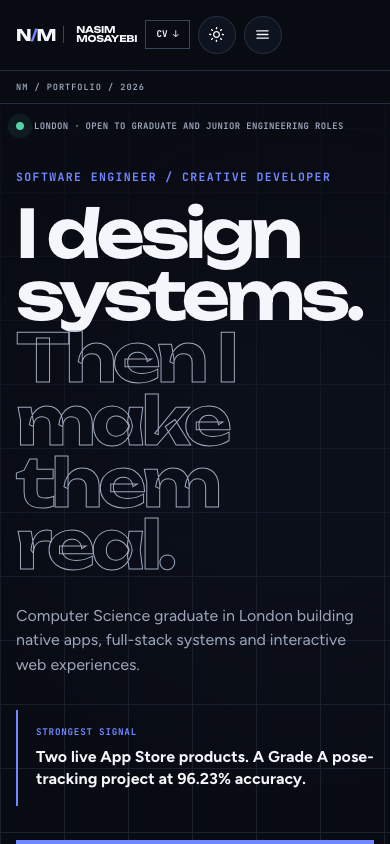 N/M
NASIM
MOSAYEBI
CV ↓
NM / PORTFOLIO / 2026
LONDON · OPEN TO GRADUATE AND JUNIOR ENGINEERING ROLES
SOFTWARE ENGINEER / CREATIVE DEVELOPER
I design
systems.
Then I
make
them
real.
Computer Science graduate in London building
native apps, full-stack systems and interactive
web experiences.
STRONGEST SIGNAL
Two live App Store products. A Grade A pose-
tracking project at 96.23% accuracy.